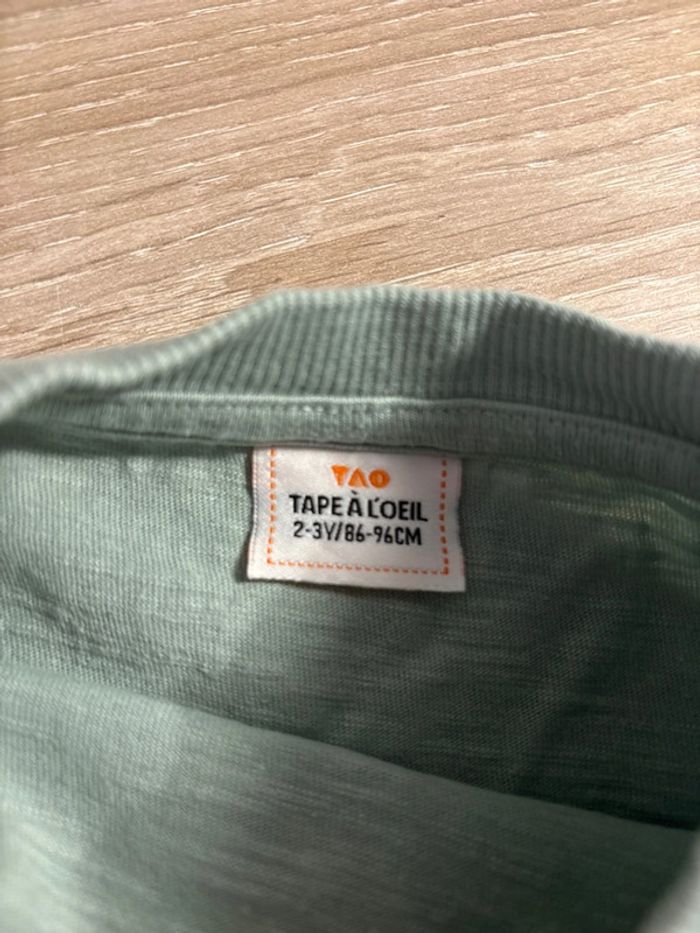 TAO
TAPE À L'OEIL
2-3Y/86-96CM